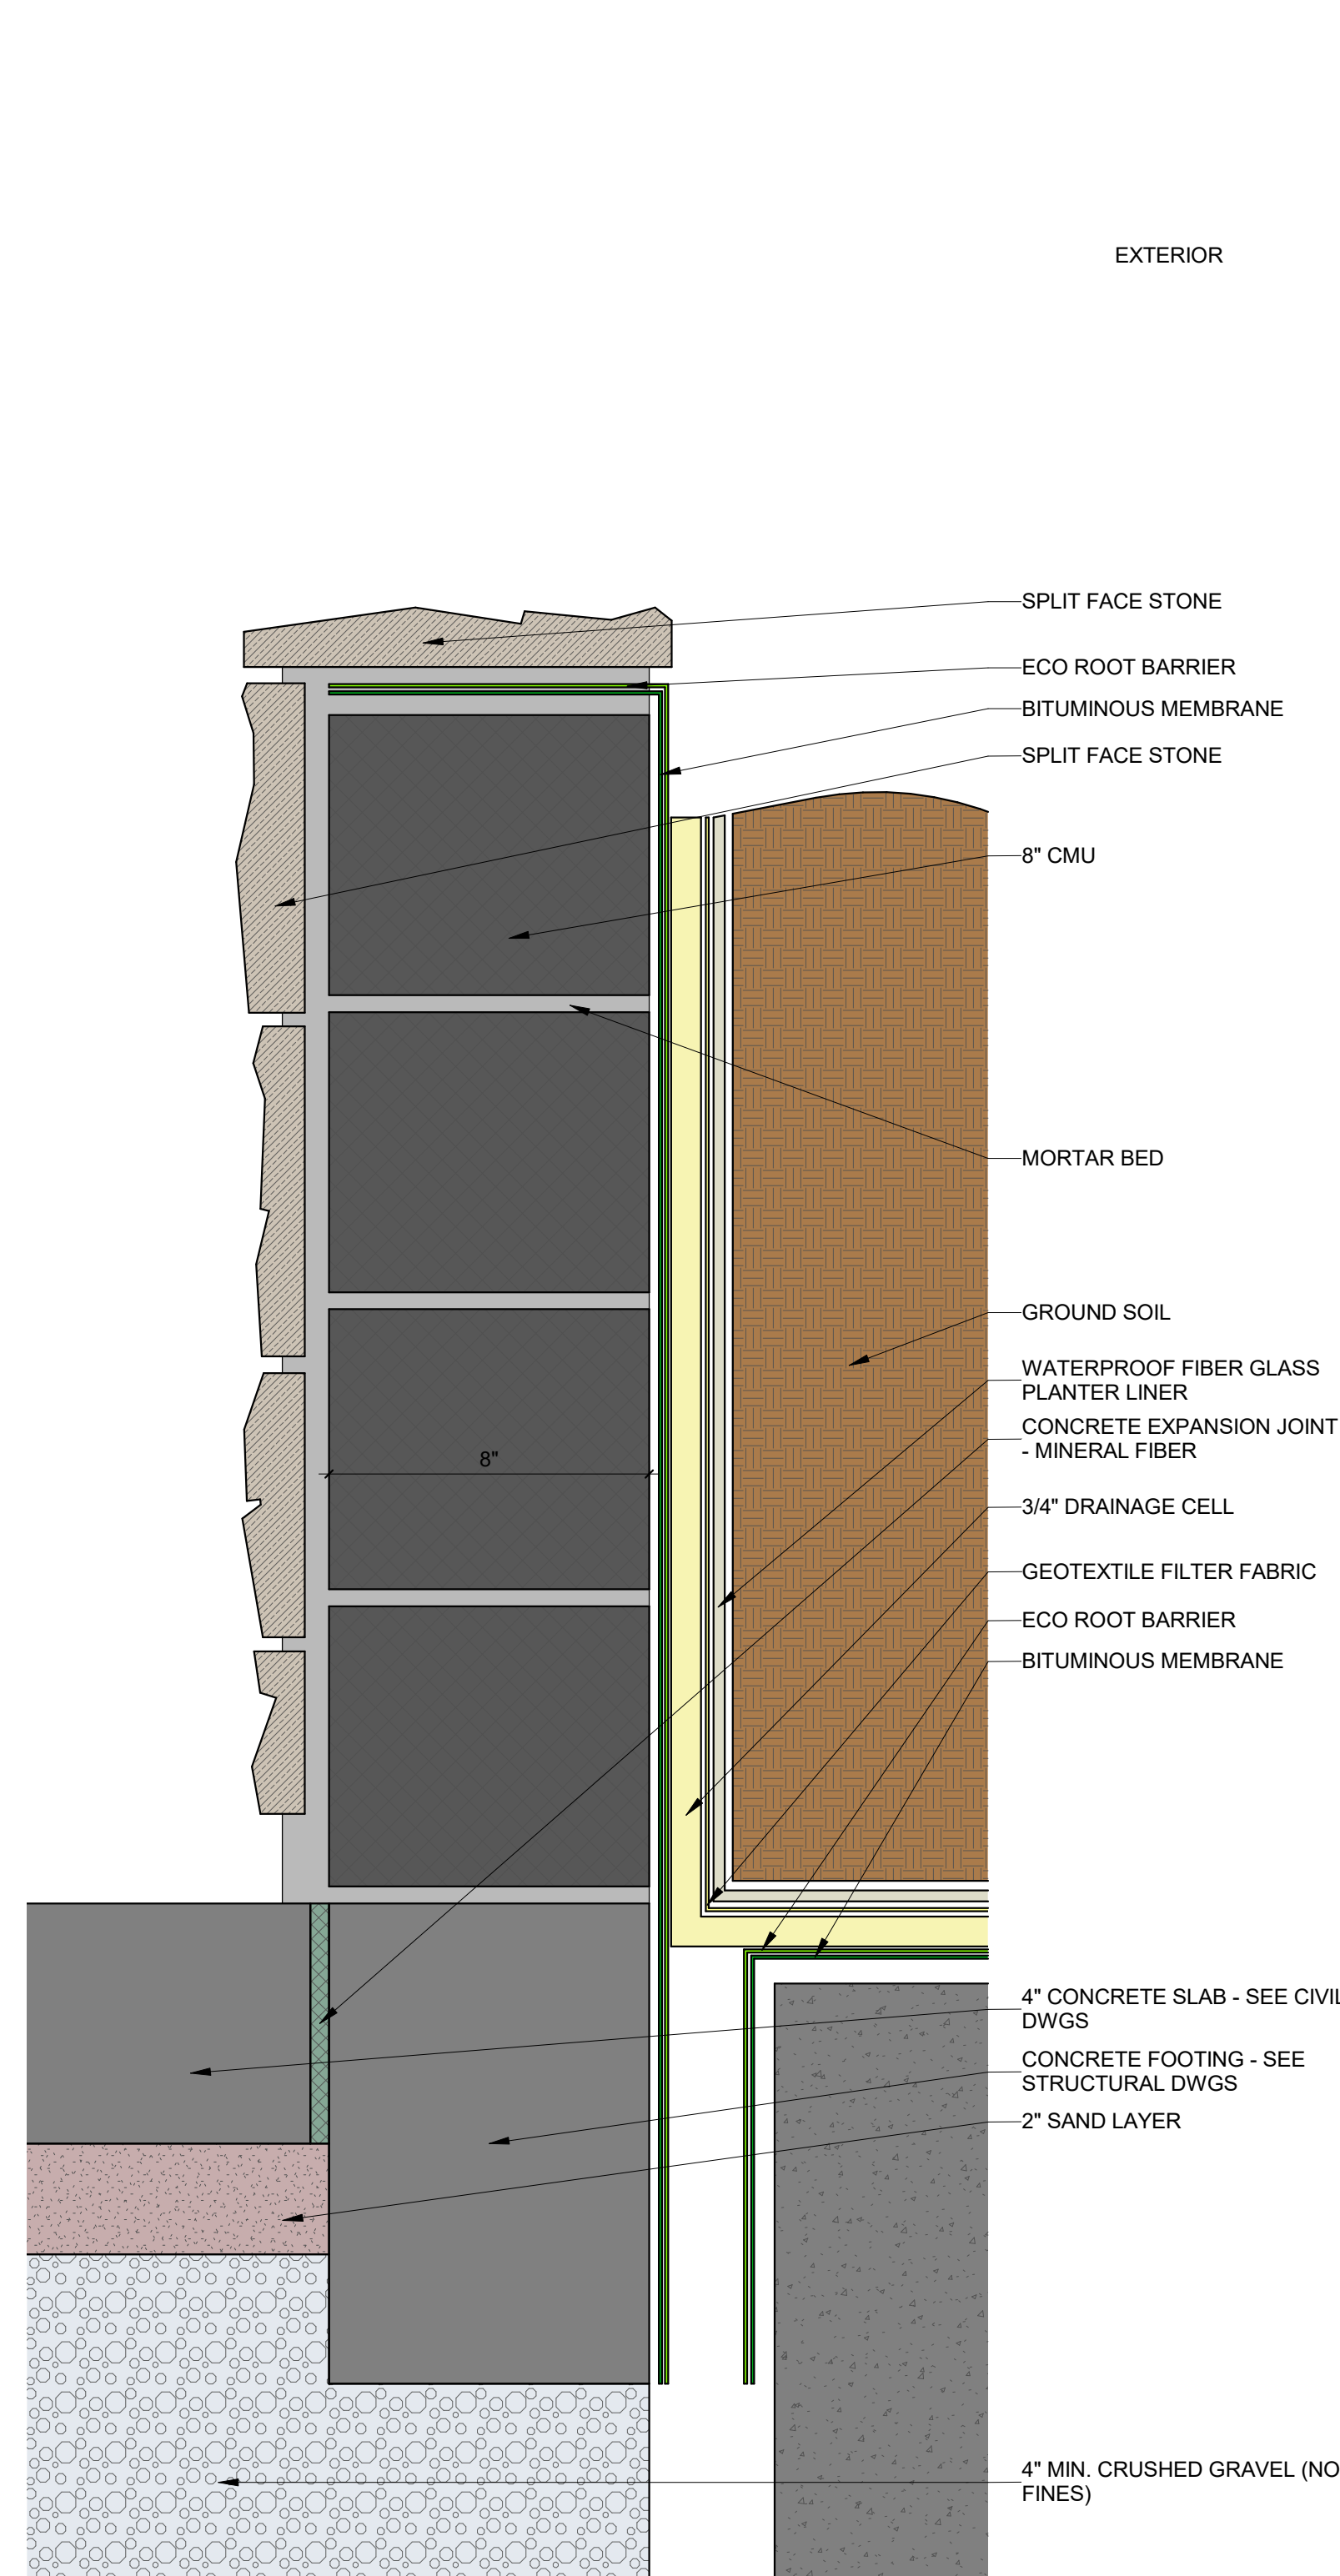 EXTERIOR
SPLIT FACE STONE
ECO ROOT BARRIER
BITUMINOUS MEMBRANE
SPLIT FACE STONE
8" CMU
MORTAR BED
GROUND SOIL
WATERPROOF FIBER GLASS
PLANTER LINER
CONCRETE EXPANSION JOINT
- MINERAL FIBER
8"
3/4" DRAINAGE CELL
GEOTEXTILE FILTER FABRIC
ECO ROOT BARRIER
BITUMINOUS MEMBRANE
4" CONCRETE SLAB - SEE CIVIL
DWGS
CONCRETE FOOTING - SEE
STRUCTURAL DWGS
2" SAND LAYER
4" MIN. CRUSHED GRAVEL (NO
FINES)